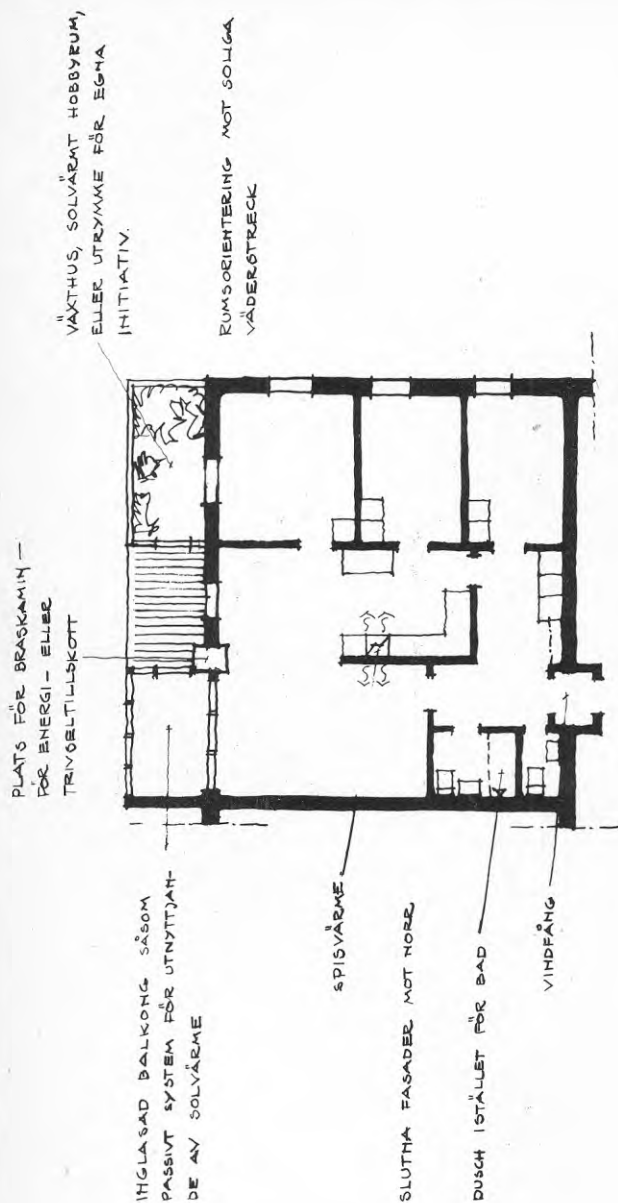 PLATS FÖR BRASKAMIN –
FÖR ENERGI- ELLER
TRIVSELTILLSKOTT
VÄXTHUS, SOLVÄRMT HOBBYRUM,
ELLER UTRYMME FÖR EGNA
INITIATIV.
INGLASAD BALKONG SÅSOM
PASSIVT SYSTEM FÖR UTNYTTJAN-
DE AV SOLVÄRME
RUMSORIENTERING MOT SOLIGA
VÄDERSTRECK
SPISVÄRME
SLUTNA FASADER MOT NORR
DUSCH ISTÄLLET FÖR BAD
VINDFÅNG